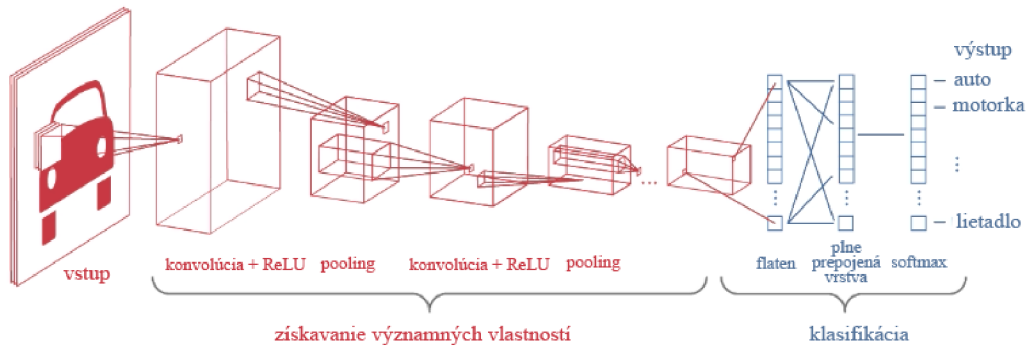 výstup
auto
motorka
...
lietadlo
vstup
konvolúcia + ReLU
pooling
konvolúcia + ReLU
pooling
...
flaten
plne
prepojená
vrstva
softmax
získavanie významných vlastností
klasifikácia